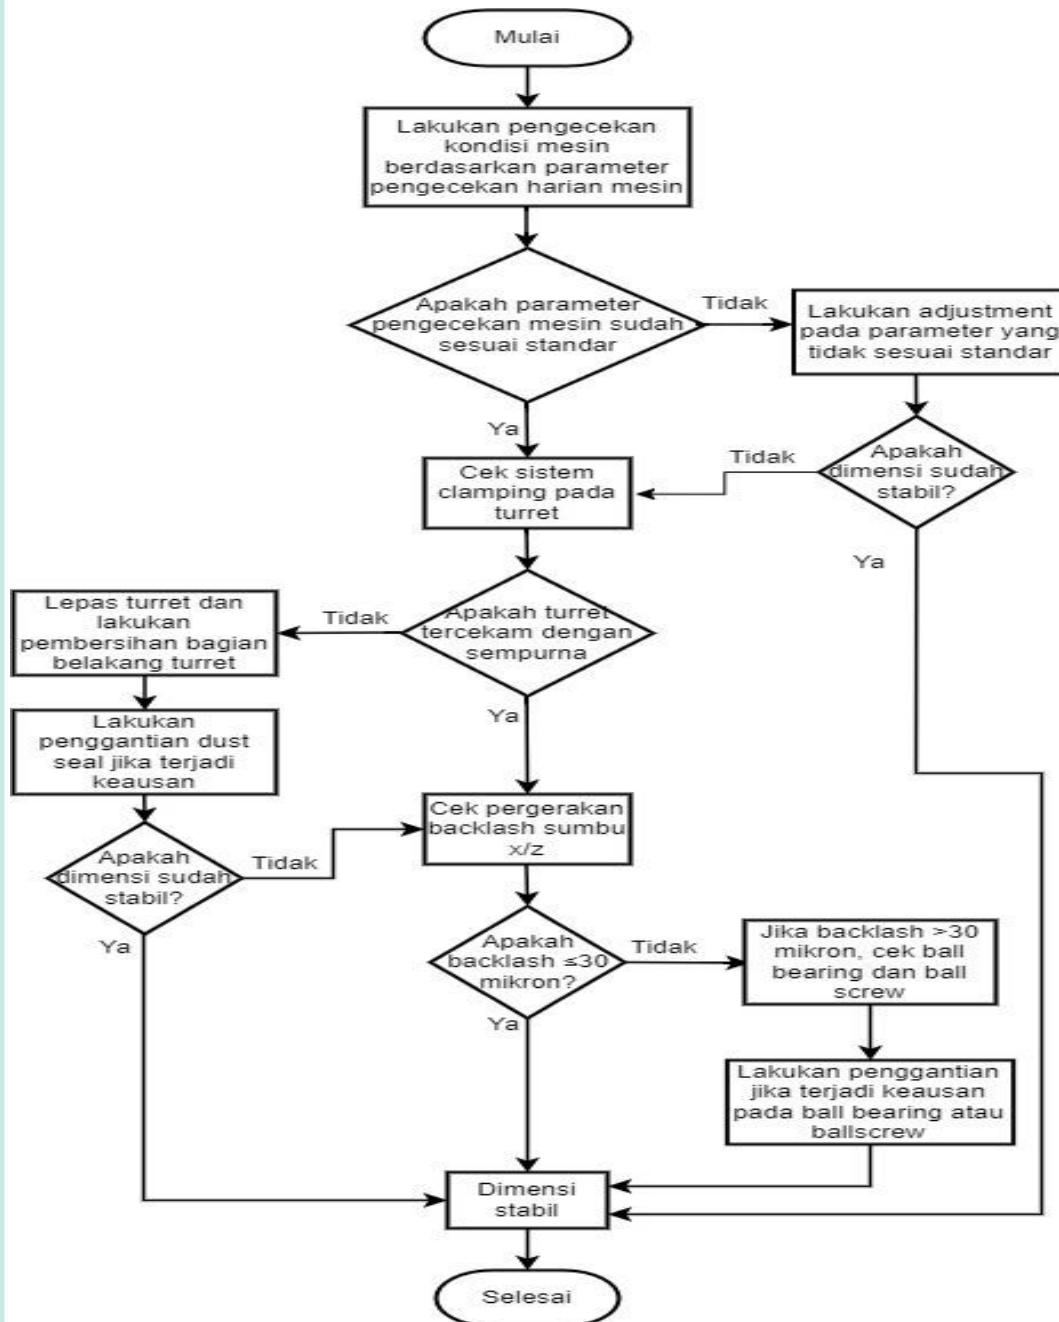 Mulai
Lakukan pengecekan
kondisi mesin
berdasarkan parameter
pengecekan harian mesin
Apakah parameter
pengecekan mesin sudah
sesuai standar
Tidak
Lakukan adjustment
pada parameter yang
tidak sesuai standar
Ya
Apakah
dimensi sudah
stabil?
Tidak
Ya
Cek sistem
clamping pada
turret
Apakah turret
tercekam dengan
sempurna
Tidak
Lepas turret dan
lakukan
pembersihan bagian
belakang turret
Lakukan
penggantian dust
seal jika terjadi
keausan
Apakah
dimensi sudah
stabil?
Tidak
Ya
Ya
Cek pergerakan
backlash sumbu
x/z
Apakah
backlash ≤30
mikron?
Tidak
Jika backlash >30
mikron, cek ball
bearing dan ball
screw
Lakukan penggantian
jika terjadi keausan
pada ball bearing atau
ballscrew
Ya
Dimensi
stabil
Selesai